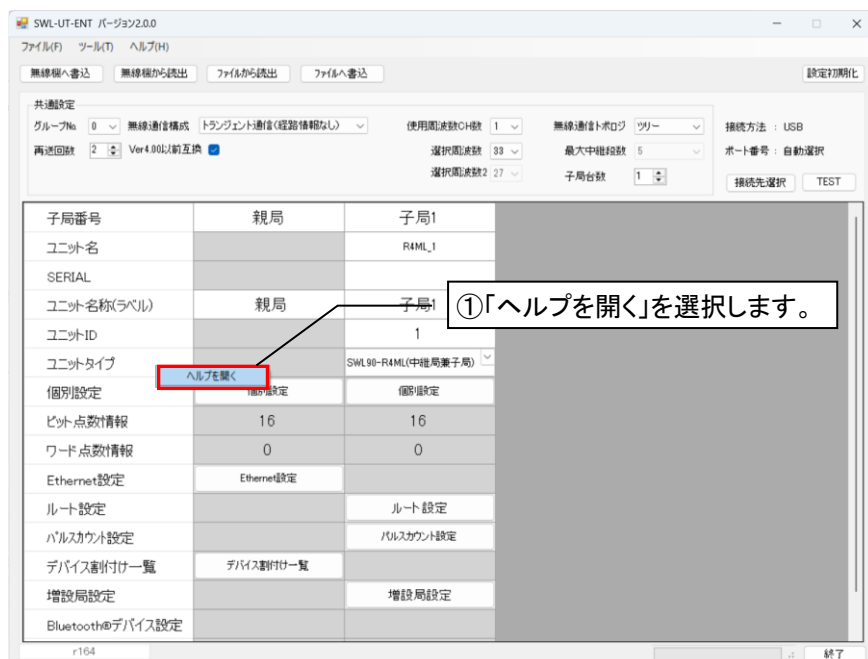 SWL-UT-ENT バージョン2.0.0
ファイル(F) ツール(T) ヘルプ(H)
無線機へ書込 無線機から読出 ファイルから読出 ファイルへ書込 設定初期化
共通設定
グループNo. 0 無線通信構成 トランジェント通信(経路情報なし) 使用周波数CH数 1 無線通信トポロジ ツリー 接続方法 : USB
再送回数 2 Ver4.00以前互換 選択周波数 33 最大中継段数 5 ポート番号 : 自動選択
選択周波数2 27 子局台数 1 接続先選択 TEST
子局番号 親局 子局1
ユニット名 R4ML_1
SERIAL
ユニット名称(ラベル) 親局 子局1
①「ヘルプを開く」を選択します。
ユニットID 1
ユニットタイプ SWL90-R4ML(中継局兼子局)
ヘルプを開く
個別設定 個別設定 個別設定
ビット点数情報 16 16
ワード点数情報 0 0
Ethernet設定 Ethernet設定
ルート設定 ルート設定
パルスカウント設定 パルスカウント設定
デバイス割付け一覧 デバイス割付け一覧
増設局設定 増設局設定
Bluetooth®デバイス設定
r164 終了